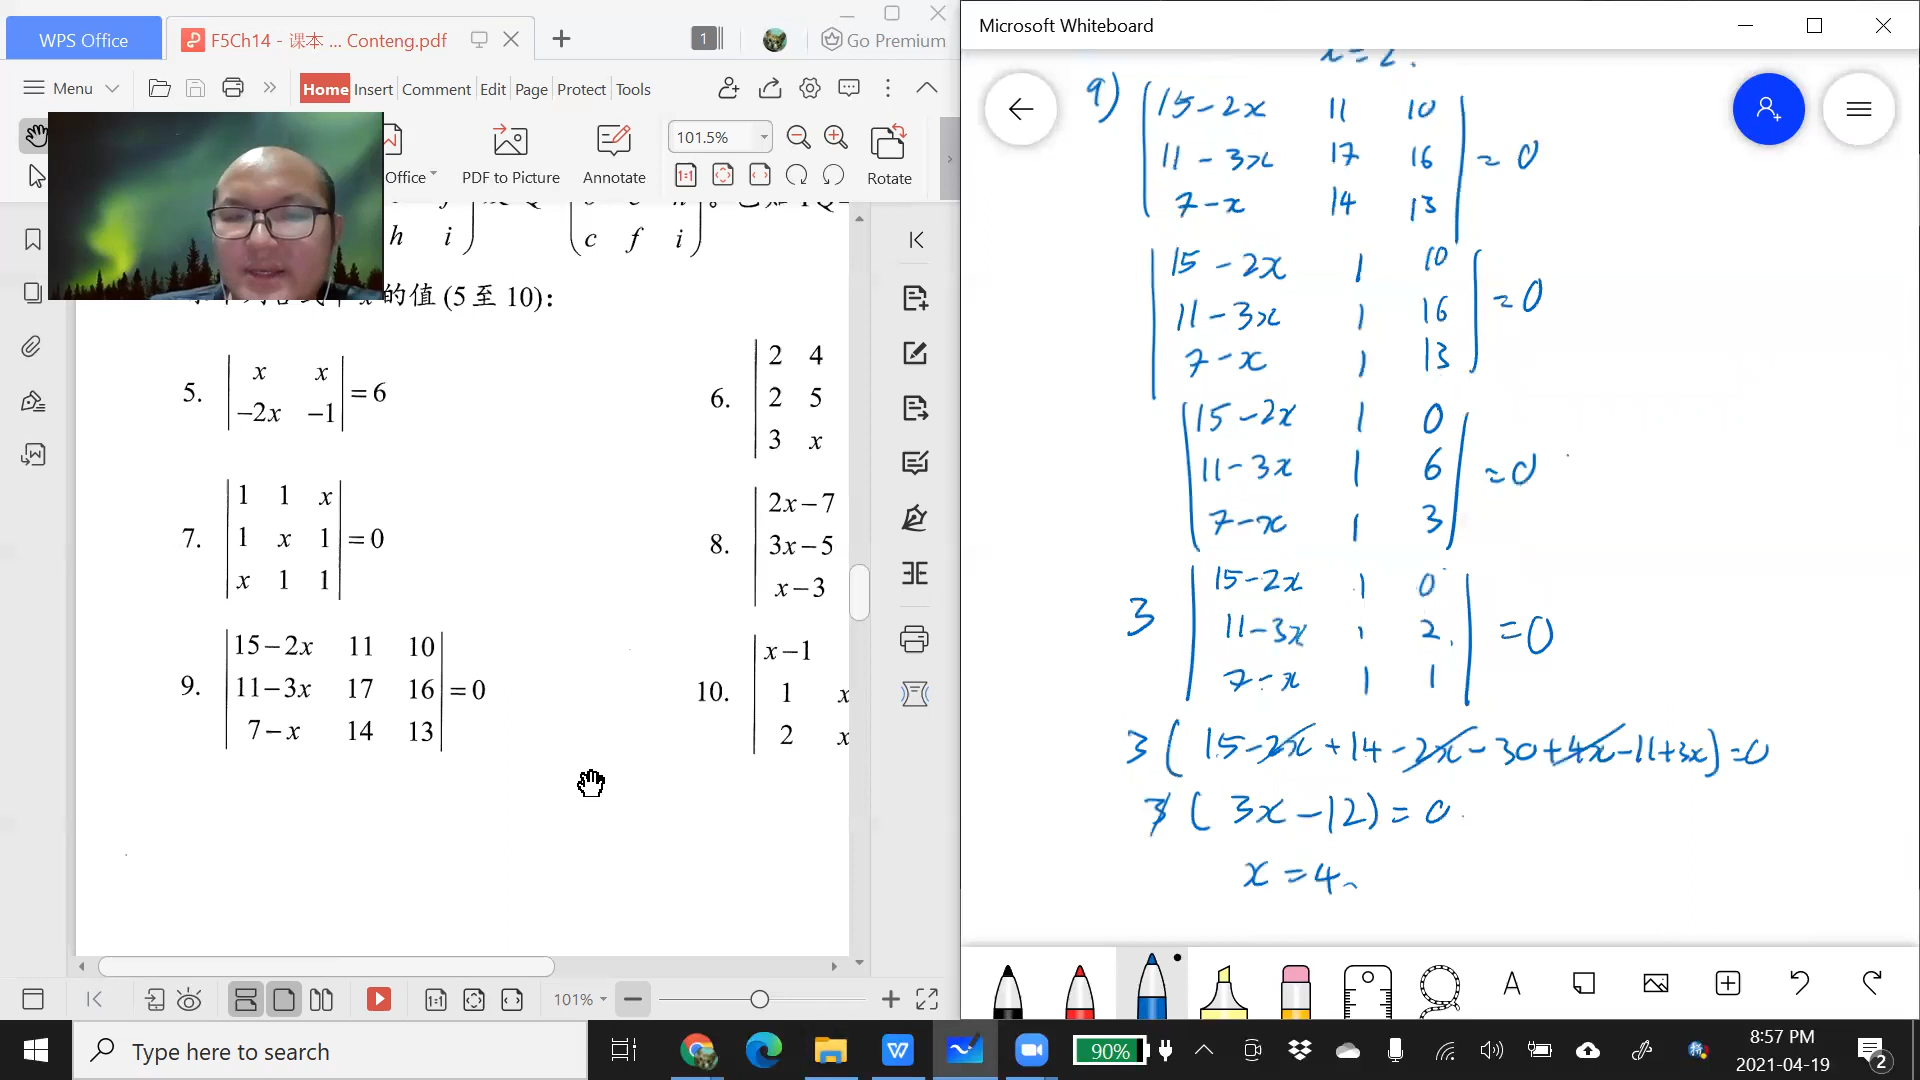 WPS Office
F5Ch14 - 课本 ... Conteng.pdf
1
Go Premium
Menu
Home Insert Comment Edit Page Protect Tools
Office
PDF to Picture
Annotate
101.5%
Rotate
h i
c f i
的值 (5 至 10):
5. | x x |
| -2x -1 | = 6
6. | 2 4
| 2 5
| 3 x
7. | 1 1 x |
| 1 x 1 | = 0
| x 1 1 |
8. | 2x-7
| 3x-5
| x-3
9. | 15-2x 11 10 |
| 11-3x 17 16 | = 0
| 7-x 14 13 |
10. | x-1
| 1 x
| 2 x
101%
Microsoft Whiteboard
x = 2.
9) | 15-2x 11 10 |
| 11-3x 17 16 | = 0
| 7-x 14 13 |
| 15-2x 1 10 |
| 11-3x 1 16 | = 0
| 7-x 1 13 |
| 15-2x 1 0 |
| 11-3x 1 6 | = 0
| 7-x 1 3 |
3 | 15-2x 1 0 |
| 11-3x 1 2 | = 0
| 7-x 1 1 |
3 ( 15-2x+14-2x-30+4x-11+3x) = 0
3 ( 3x-12) = 0
x = 4
Type here to search
90%
8:57 PM
2021-04-19
2